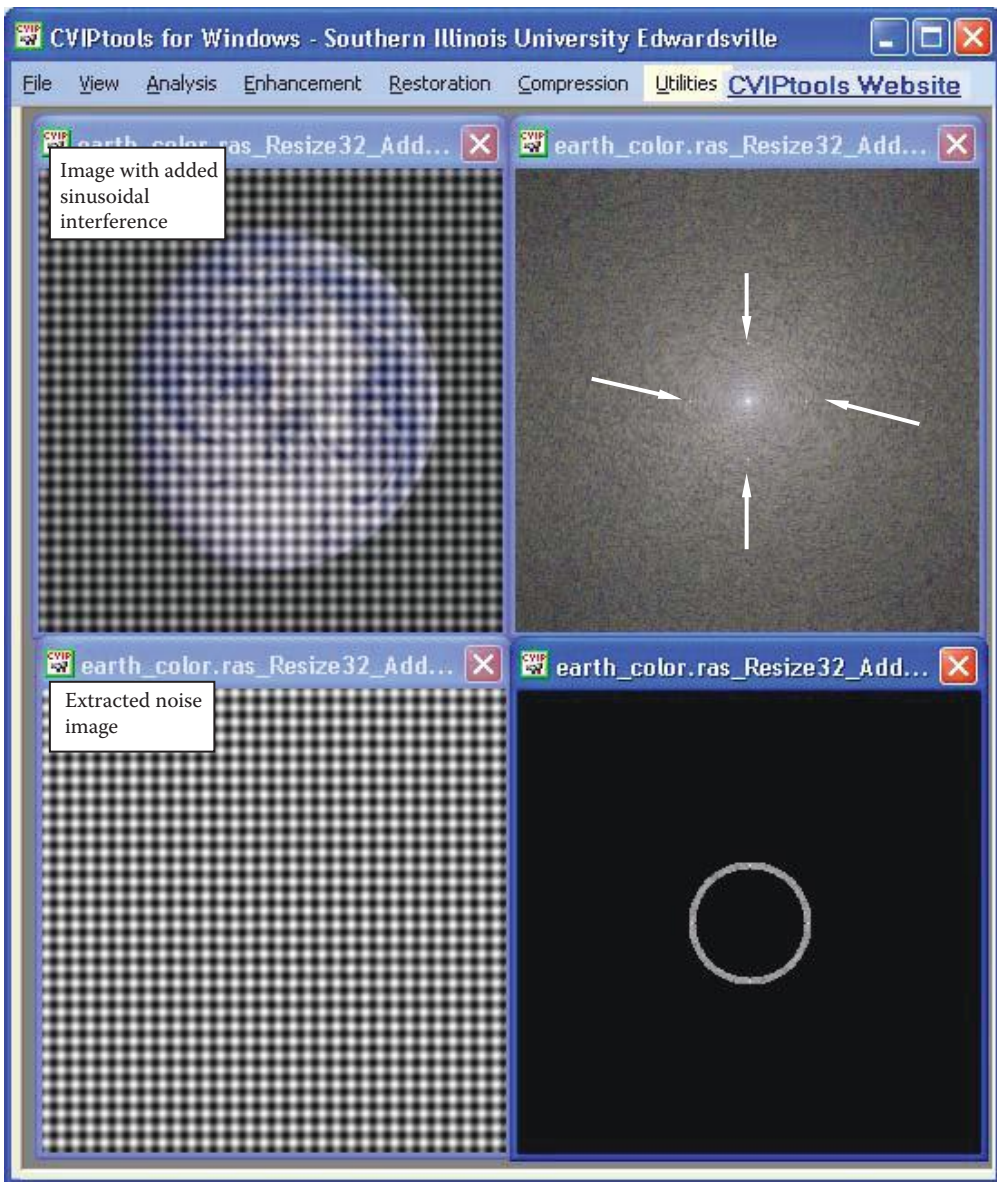 CVIPtools for Windows - Southern Illinois University Edwardsville
File View Analysis Enhancement Restoration Compression Utilities CVIPtools Website
earth_color.ras_Resize32_Add...
Image with added
sinusoidal
interference
earth_color.ras_Resize32_Add...
earth_color.ras_Resize32_Add...
Extracted noise
image
earth_color.ras_Resize32_Add...